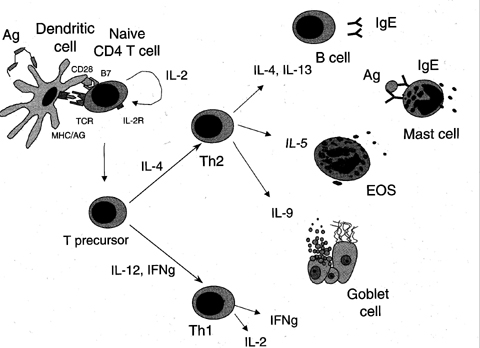 Ag
Dendritic
cell
Naive
CD4 T cell
CD28
B7
IL-2
TCR
IL-2R
MHC/AG
IgE
B cell
IL-4, IL-13
Ag
IgE
Mast cell
IL-5
EOS
Th2
IL-4
IL-9
T precursor
Goblet
cell
IL-12, IFNg
Th1
IFNg
IL-2